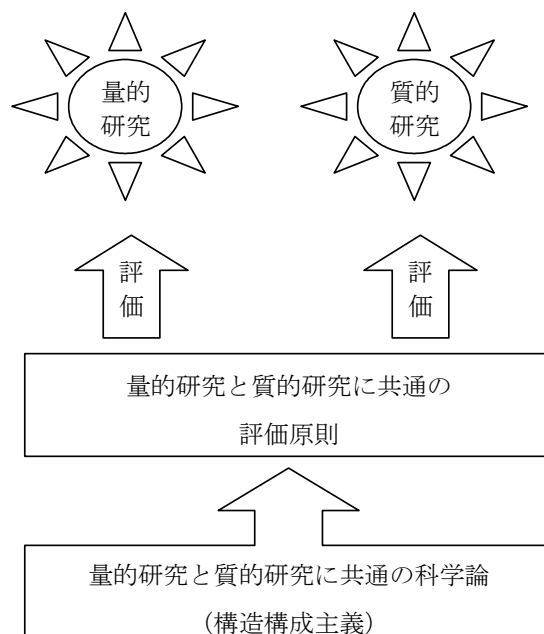 量的
研究
質的
研究
評
価
評
価
量的研究と質的研究に共通の
評価原則
量的研究と質的研究に共通の科学論
（構造構成主義）